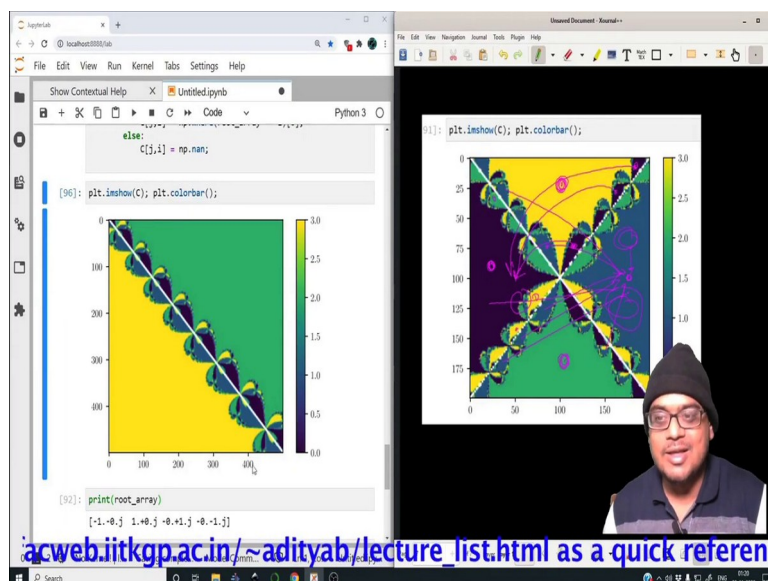 JupyterLab
Unsaved Document - Xournal++
localhost:8888/lab
File Edit View Navigation Journal Tools Plugin Help
File Edit View Run Kernel Tabs Settings Help
Show Contextual Help
Untitled.ipynb
Code
Python 3
else:
C[j,i] = np.nan;
[96]: plt.imshow(C); plt.colorbar();
0
100
200
300
400
0 100 200 300 400
3.0
2.5
2.0
1.5
1.0
0.5
0.0
[92]: print(root_array)
[-1.-0.j 1.+0.j -0.+1.j -0.-1.j]
91]: plt.imshow(C); plt.colorbar();
0
25
50
75
100
125
150
175
0 50 100 150
3.0
2.5
2.0
1.5
1.0
acweb.iitkgp.ac.in/~adityab/lecture_list.html as a quick referen
Search
ENG
01:20